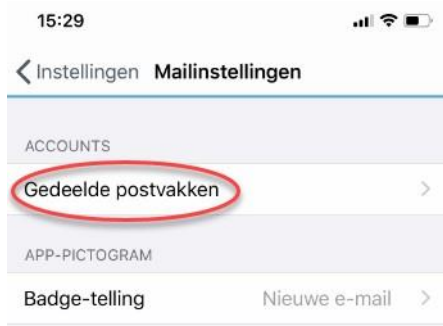 15:29
Instellingen Mailinstellingen
ACCOUNTS
Gedeelde postvakken
APP-PICTOGRAM
Badge-telling Nieuwe e-mail